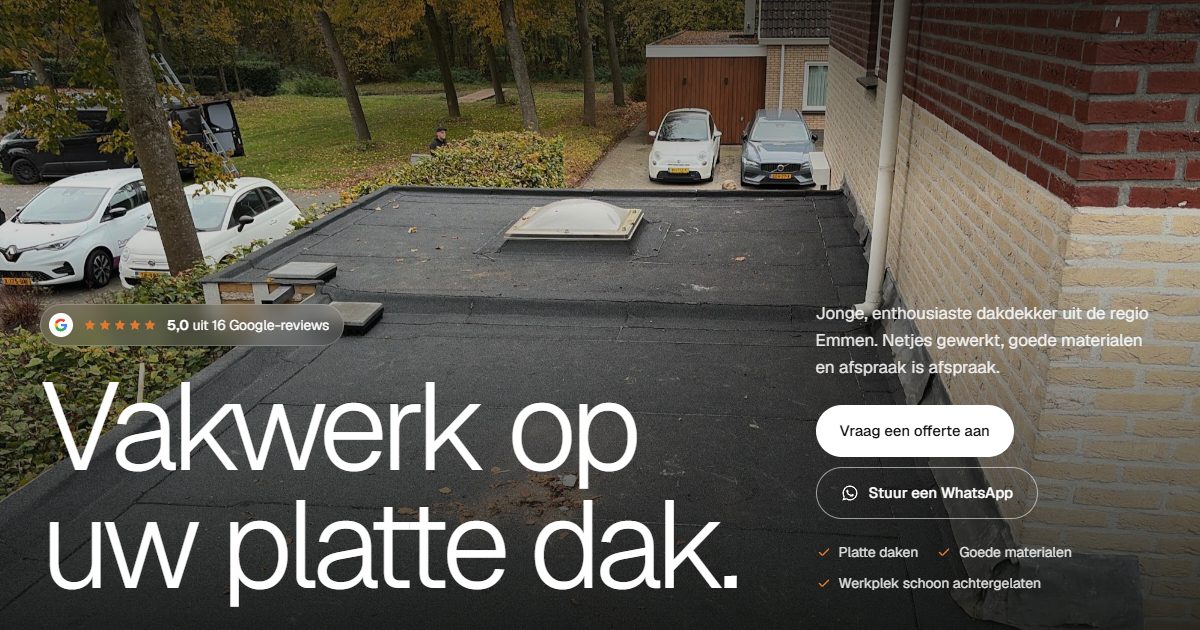 5,0 uit 16 Google-reviews
Vakwerk op
uw platte dak.
Jonge, enthousiaste dakdekker uit de regio
Emmen. Netjes gewerkt, goede materialen
en afspraak is afspraak.
Vraag een offerte aan
Stuur een WhatsApp
Platte daken
Goede materialen
Werkplek schoon achtergelaten